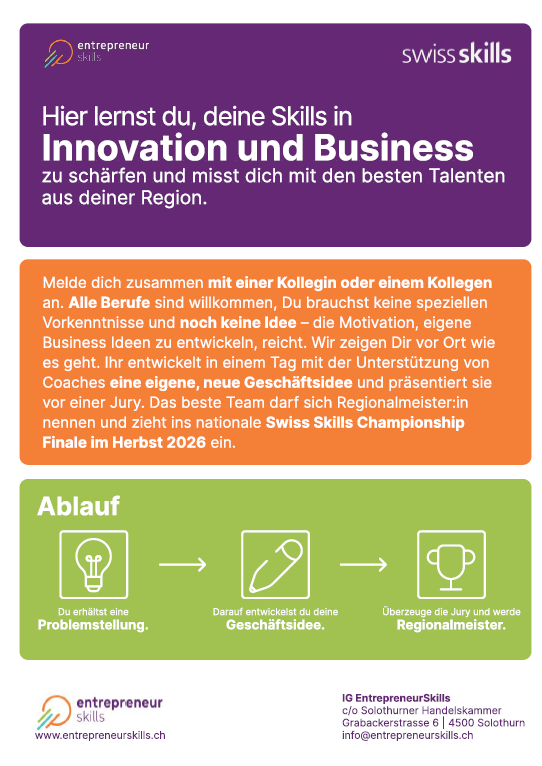 entrepreneur
skills
swiss skills
Hier lernst du, deine Skills in
Innovation und Business
zu schärfen und misst dich mit den besten Talenten
aus deiner Region.
Melde dich zusammen mit einer Kollegin oder einem Kollegen
an. Alle Berufe sind willkommen, Du brauchst keine speziellen
Vorkenntnisse und noch keine Idee – die Motivation, eigene
Business Ideen zu entwickeln, reicht. Wir zeigen Dir vor Ort wie
es geht. Ihr entwickelt in einem Tag mit der Unterstützung von
Coaches eine eigene, neue Geschäftsidee und präsentiert sie
vor einer Jury. Das beste Team darf sich Regionalmeister:in
nennen und zieht ins nationale Swiss Skills Championship
Finale im Herbst 2026 ein.
Ablauf
Du erhältst eine
Problemstellung.
Darauf entwickelst du deine
Geschäftsidee.
Überzeuge die Jury und werde
Regionalmeister.
entrepreneur
skills
www.entrepreneurskills.ch
IG EntrepreneurSkills
c/o Solothurner Handelskammer
Grabackerstrasse 6 | 4500 Solothurn
info@entrepreneurskills.ch